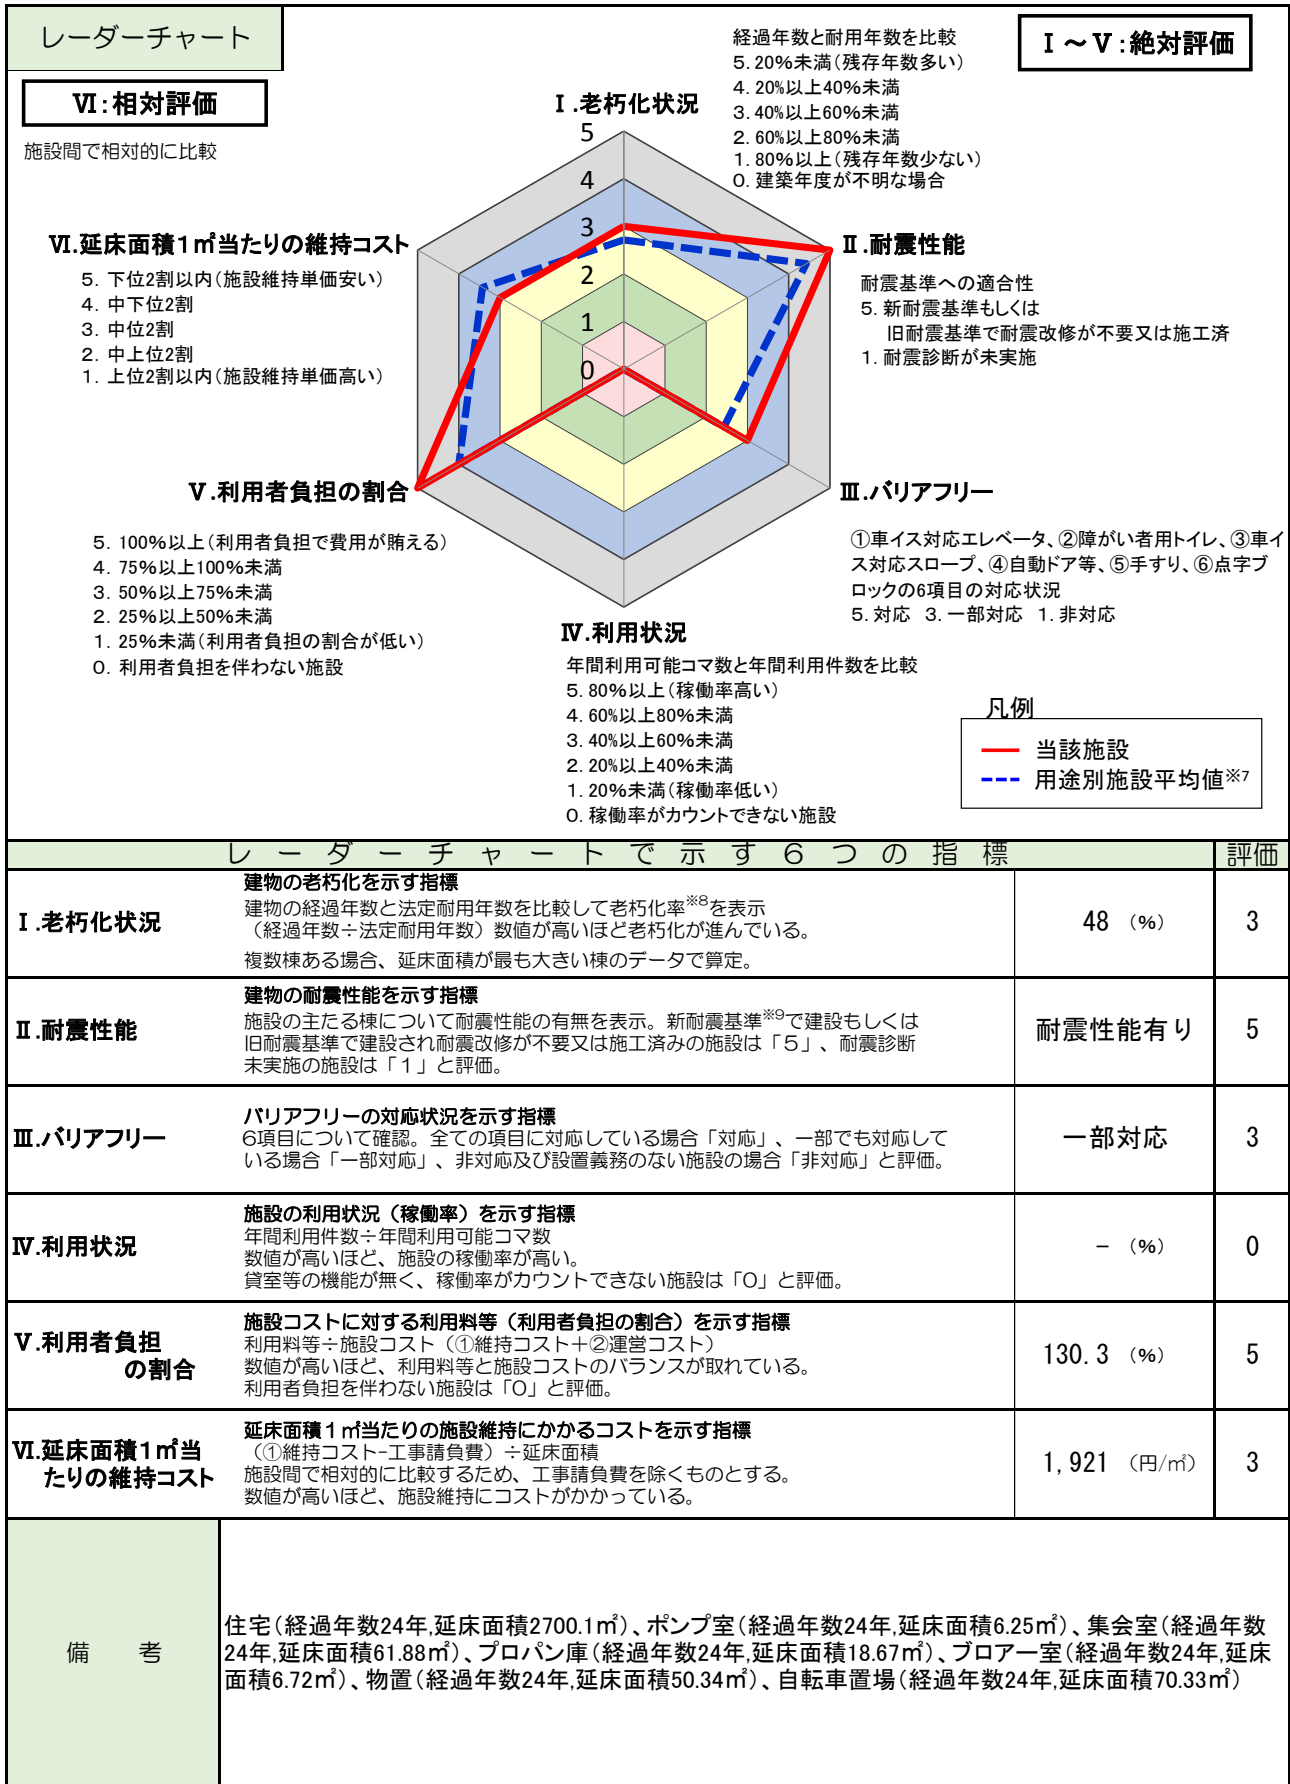 レーダーチャート
Ⅰ～Ⅴ：絶対評価
Ⅵ：相対評価
施設間で相対的に比較
経過年数と耐用年数を比較
5．20％未満（残存年数多い）
4．20％以上40％未満
3．40％以上60％未満
2．60％以上80％未満
1．80％以上（残存年数少ない）
0．建築年度が不明な場合
Ⅰ．老朽化状況
5
4
3
2
1
0
Ⅵ．延床面積1㎡当たりの維持コスト
5．下位2割以内（施設維持単価安い）
4．中下位2割
3．中位2割
2．中上位2割
1．上位2割以内（施設維持単価高い）
Ⅱ．耐震性能
耐震基準への適合性
5．新耐震基準もしくは
旧耐震基準で耐震改修が不要又は施工済
1．耐震診断が未実施
Ⅴ．利用者負担の割合
5．100％以上（利用者負担で費用が賄える）
4．75％以上100％未満
3．50％以上75％未満
2．25％以上50％未満
1．25％未満（利用者負担の割合が低い）
0．利用者負担を伴わない施設
Ⅲ．バリアフリー
①車イス対応エレベータ、②障がい者用トイレ、③車イ
ス対応スロープ、④自動ドア等、⑤手すり、⑥点字ブ
ロックの6項目の対応状況
5．対応 3．一部対応 1．非対応
Ⅳ．利用状況
年間利用可能コマ数と年間利用件数を比較
5．80％以上（稼働率高い）
4．60％以上80％未満
3．40％以上60％未満
2．20％以上40％未満
1．20％未満（稼働率低い）
0．稼働率がカウントできない施設
凡例
当該施設
用途別施設平均値※7
レーダーチャートで示す６つの指標 評価
Ⅰ．老朽化状況
建物の老朽化を示す指標
建物の経過年数と法定耐用年数を比較して老朽化率※8を表示
（経過年数÷法定耐用年数）数値が高いほど老朽化が進んでいる。
複数棟ある場合、延床面積が最も大きい棟のデータで算定。
48 （%） 3
Ⅱ．耐震性能
建物の耐震性能を示す指標
施設の主たる棟について耐震性能の有無を表示。新耐震基準※9で建設もしくは
旧耐震基準で建設され耐震改修が不要又は施工済みの施設は「５」、耐震診断
未実施の施設は「１」と評価。
耐震性能有り 5
Ⅲ．バリアフリー
バリアフリーの対応状況を示す指標
6項目について確認。全ての項目に対応している場合「対応」、一部でも対応して
いる場合「一部対応」、非対応及び設置義務のない施設の場合「非対応」と評価。
一部対応 3
Ⅳ．利用状況
施設の利用状況（稼働率）を示す指標
年間利用件数÷年間利用可能コマ数
数値が高いほど、施設の稼働率が高い。
貸室等の機能が無く、稼働率がカウントできない施設は「０」と評価。
－ （%） 0
Ⅴ．利用者負担
の割合
施設コストに対する利用料等（利用者負担の割合）を示す指標
利用料等÷施設コスト（①維持コスト＋②運営コスト）
数値が高いほど、利用料等と施設コストのバランスが取れている。
利用者負担を伴わない施設は「０」と評価。
130.3 （%） 5
Ⅵ．延床面積1㎡当
たりの維持コスト
延床面積１㎡当たりの施設維持にかかるコストを示す指標
（①維持コスト−工事請負費）÷延床面積
施設間で相対的に比較するため、工事請負費を除くものとする。
数値が高いほど、施設維持にコストがかかっている。
1,921 （円/㎡） 3
備 考
住宅（経過年数24年,延床面積2700.1㎡）、ポンプ室（経過年数24年,延床面積6.25㎡）、集会室（経過年数
24年,延床面積61.88㎡）、プロパン庫（経過年数24年,延床面積18.67㎡）、ブロアー室（経過年数24年,延床
面積6.72㎡）、物置（経過年数24年,延床面積50.34㎡）、自転車置場（経過年数24年,延床面積70.33㎡）